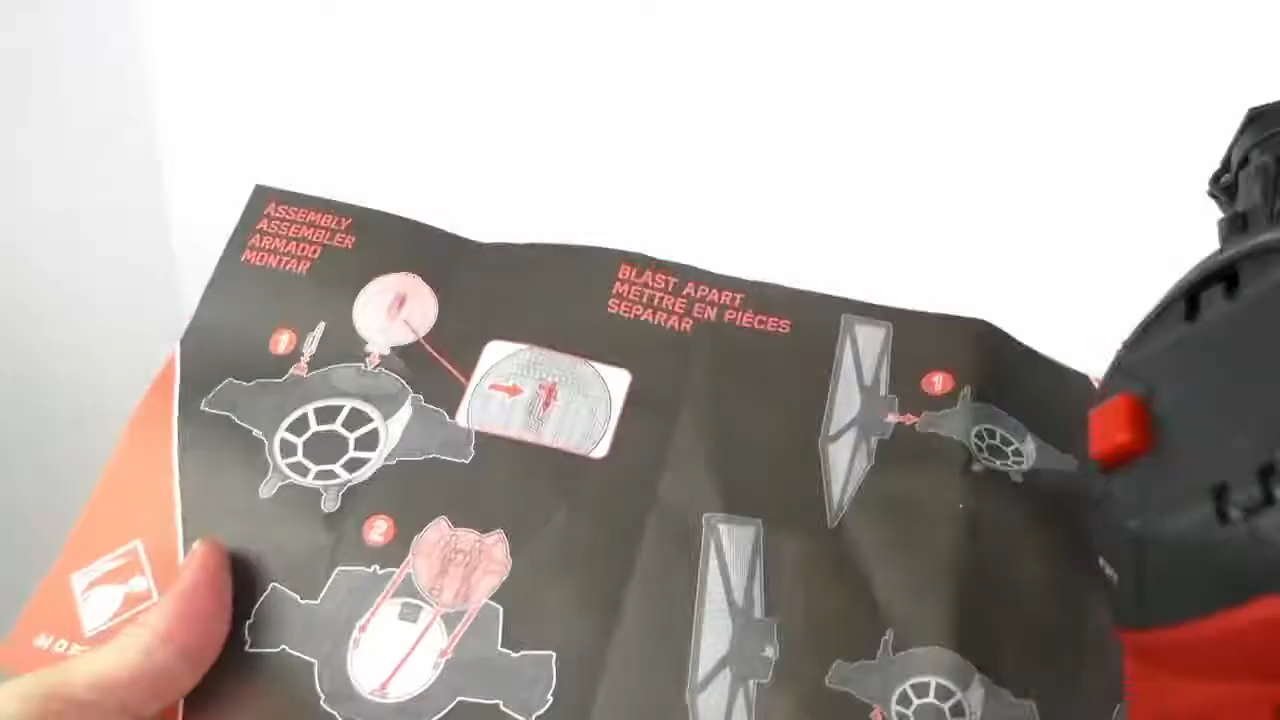 ASSEMBLY
ASSEMBLER
ARMADO
MONTAR
BLAST APART
METTRE EN PIÈCES
SEPARAR
1
1
2